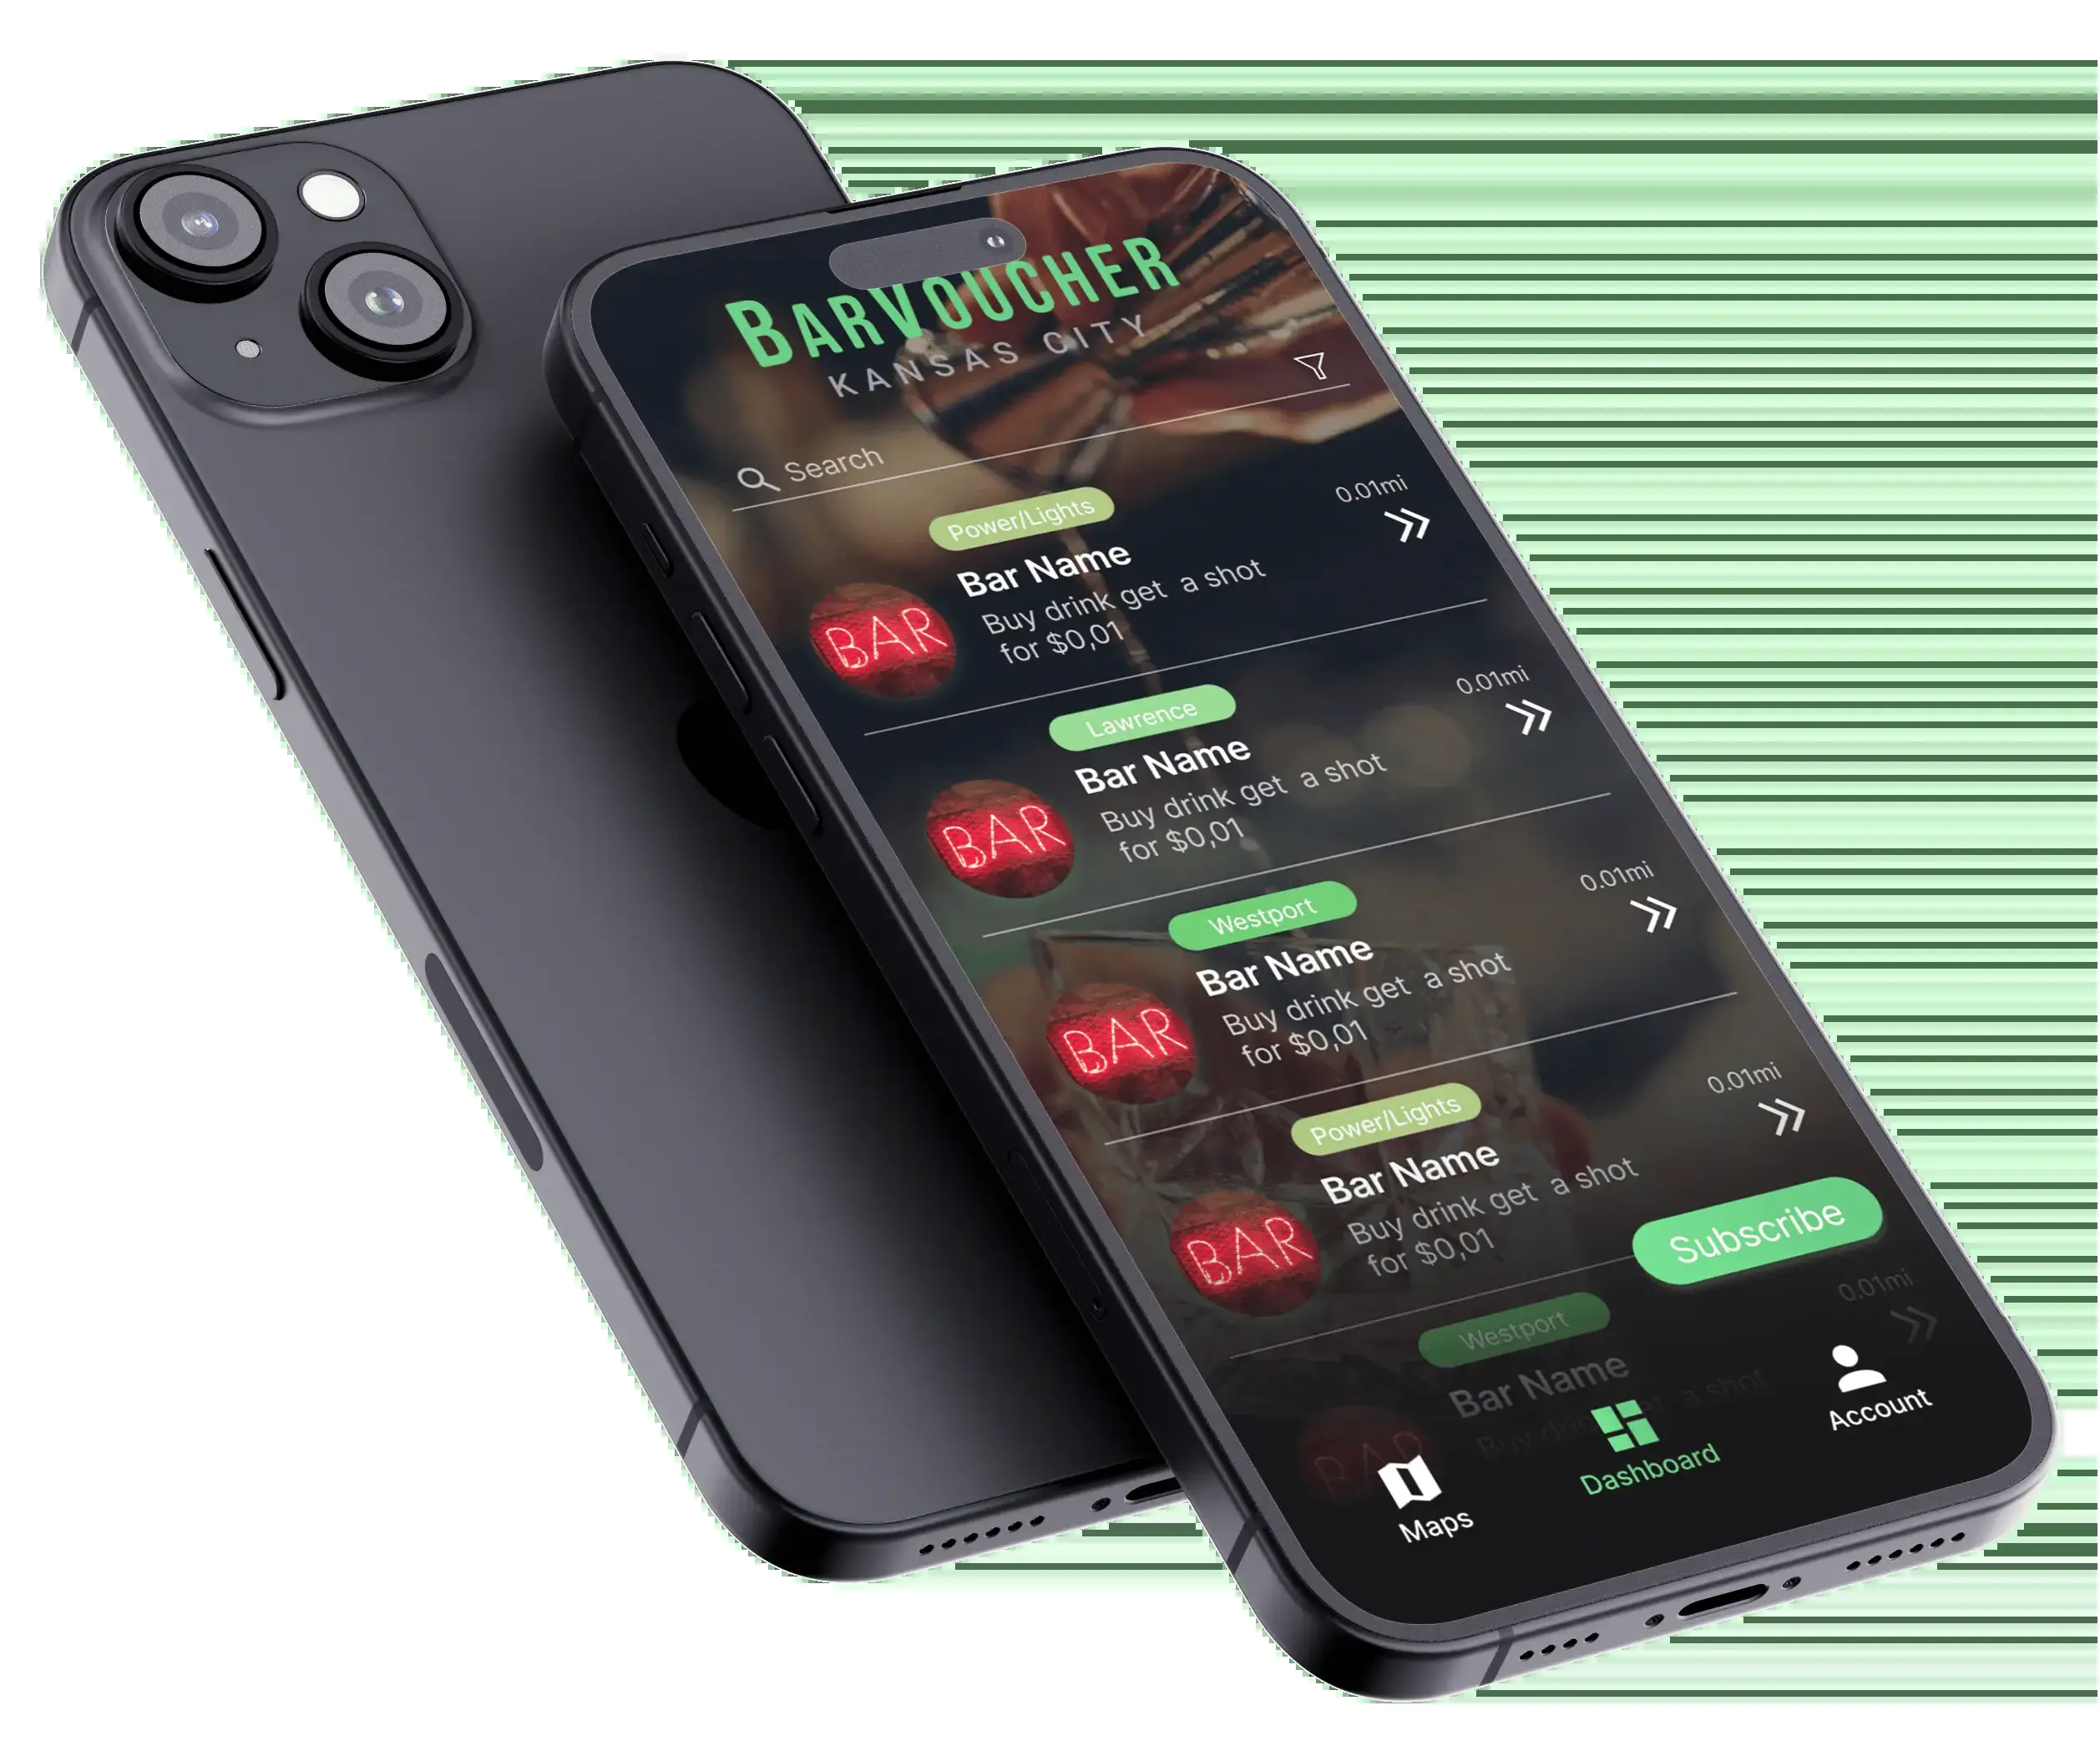 BARVOUCHER
KANSAS CITY
Search
Power/Lights
0.01mi
Bar Name
Buy drink get a shot
for $0,01
BAR
Lawrence
0.01mi
Bar Name
Buy drink get a shot
for $0,01
BAR
Westport
0.01mi
Bar Name
Buy drink get a shot
for $0,01
BAR
Power/Lights
0.01mi
Bar Name
Buy drink get a shot
for $0,01
BAR
Subscribe
Westport
0.01mi
Bar Name
Buy drink get a shot
BAR
Maps
Dashboard
Account